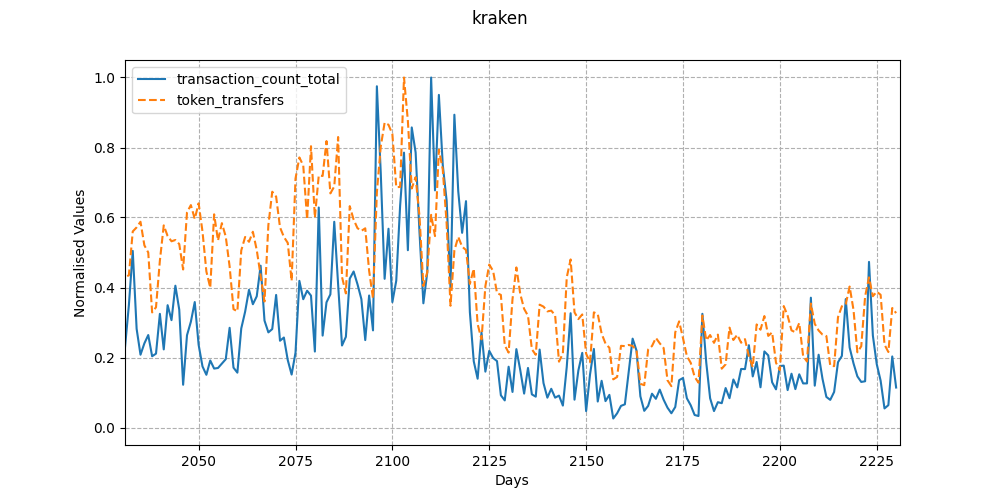 kraken
transaction_count_total
token_transfers
Normalised Values
1.0
0.8
0.6
0.4
0.2
0.0
2050 2075 2100 2125 2150 2175 2200 2225
Days